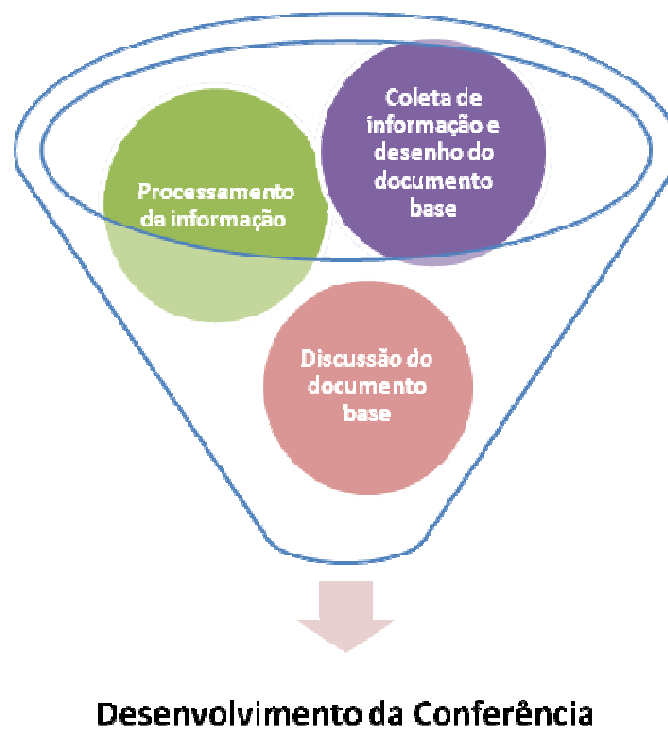 Coleta de
informação e
desenho do
documento
base
Processamento
da informação
Discussão do
documento
base
Desenvolvimento da Conferência